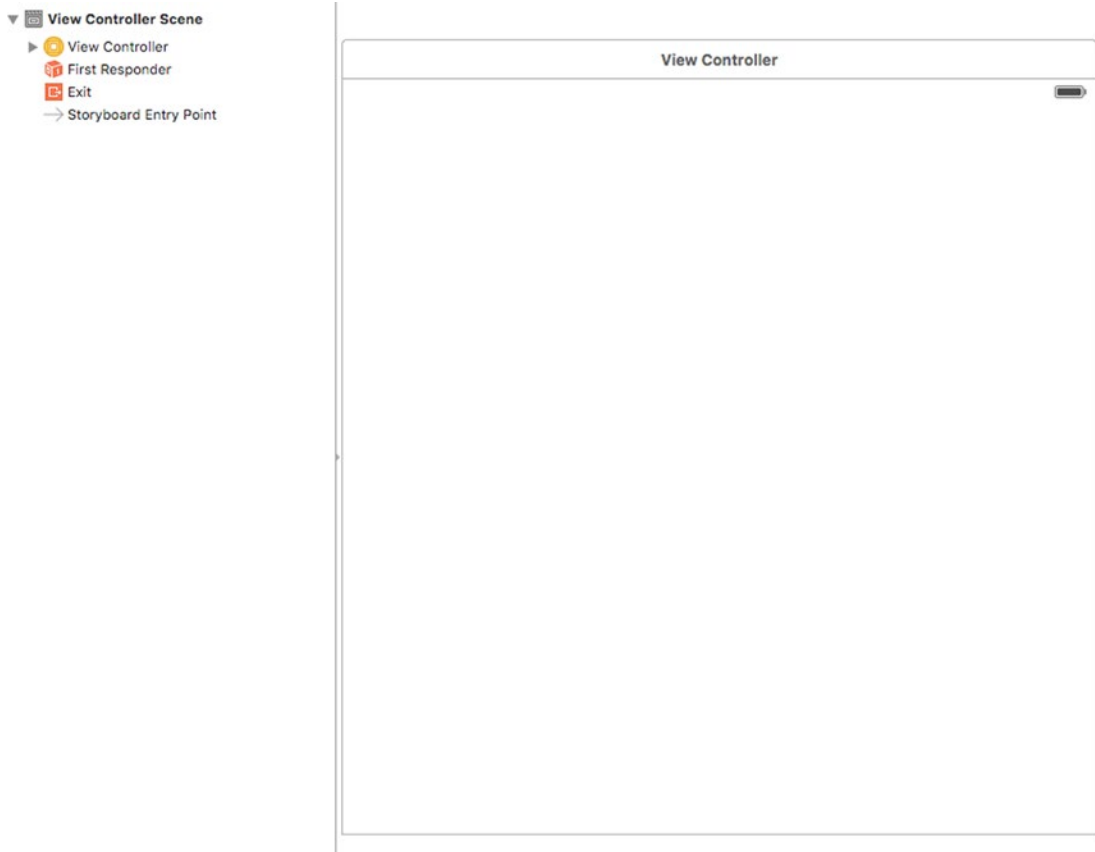 View Controller Scene
View Controller
First Responder
Exit
Storyboard Entry Point
View Controller